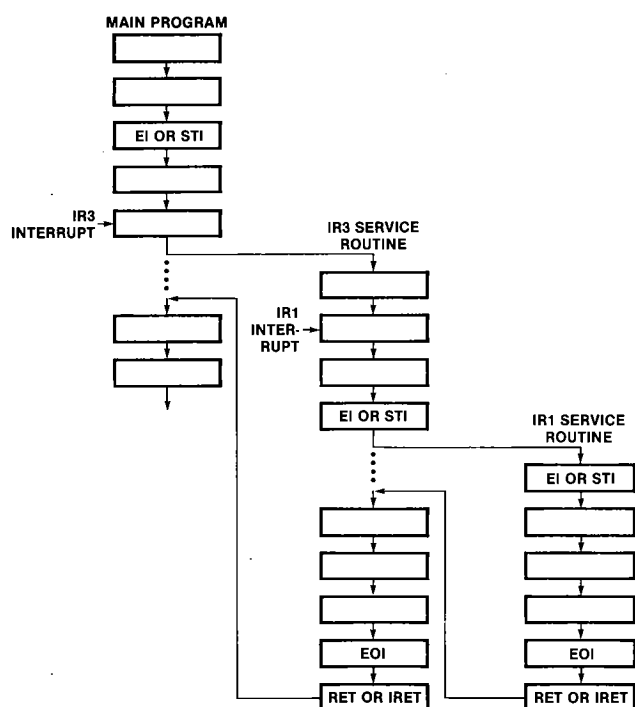 MAIN PROGRAM
EI OR STI
IR3
INTERRUPT
IR3 SERVICE
ROUTINE
IR1
INTER-
RUPT
EI OR STI
IR1 SERVICE
ROUTINE
EI OR STI
EOI
EOI
RET OR IRET
RET OR IRET